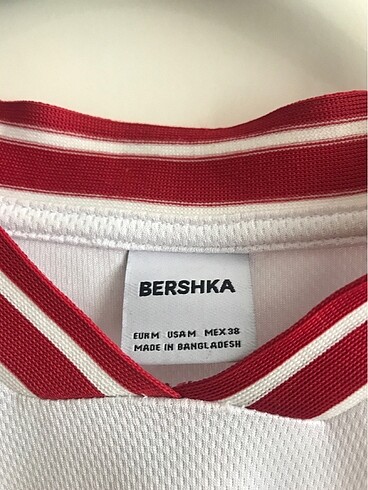 BERSHKA
EUR M USA M MEX 38
MADE IN BANGLADESH